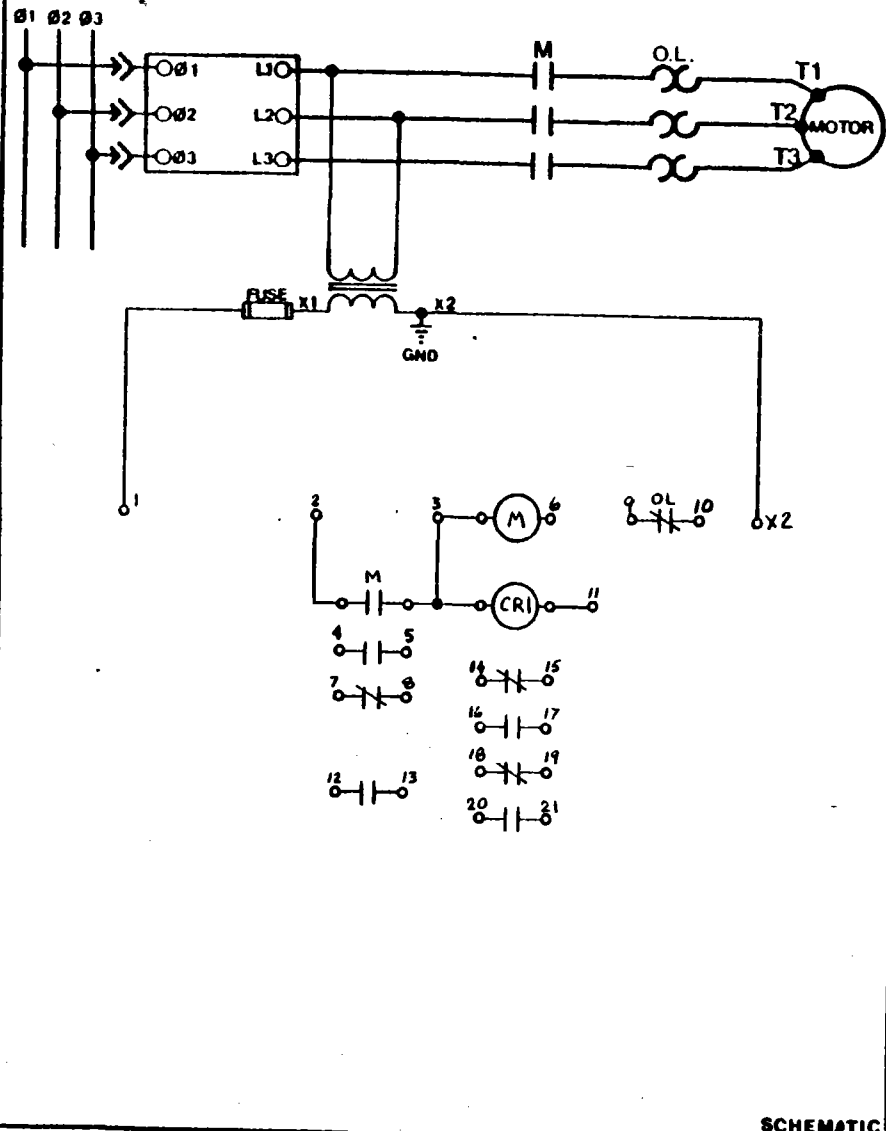 Ø1 Ø2 Ø3
M
O.L.
T1
Ø1 L1
T2
Ø2 L2
MOTOR
T3
Ø3 L3
FUSE X1 X2
GND
1 2 3 M 6 9 OL 10 X2
M
CR1 11
4 5
14 15
7 8
16 17
18 19
12 13
20 21
SCHEMATIC